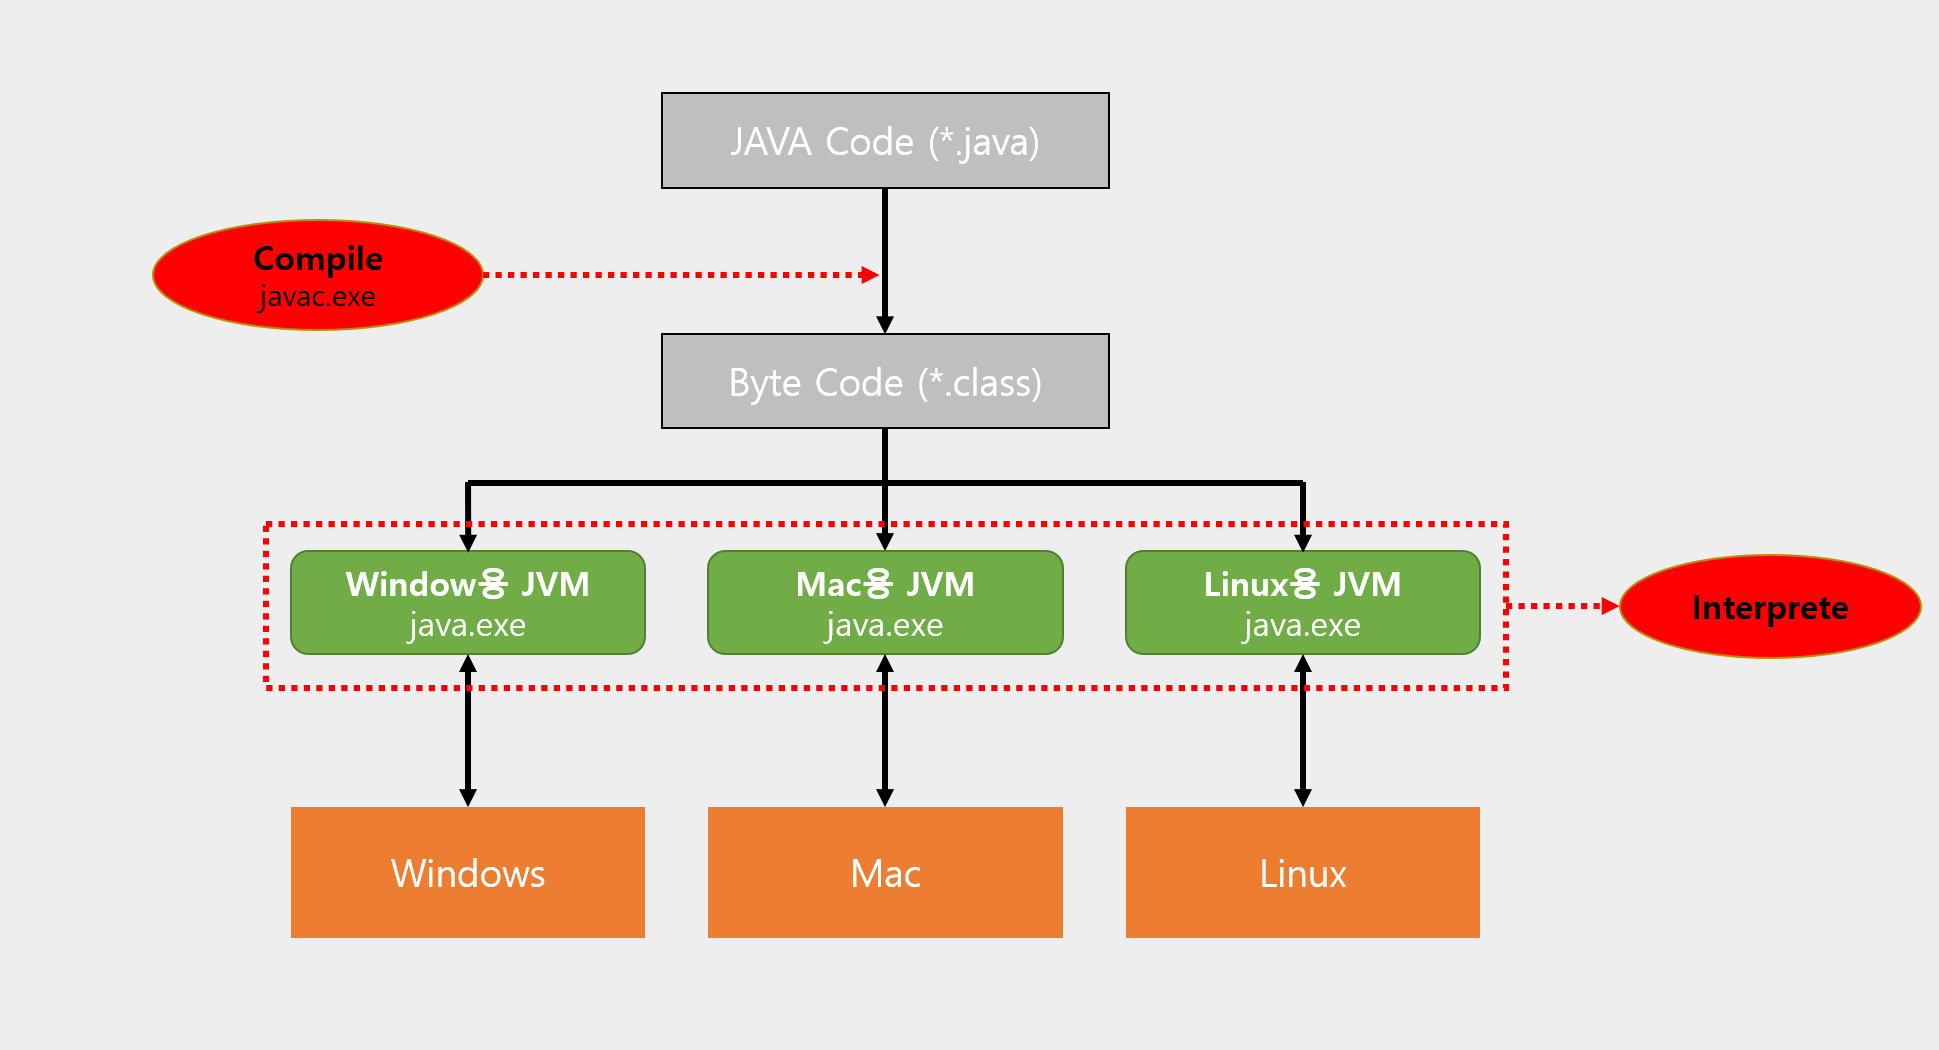 JAVA Code (*.java)
Compile
javac.exe
Byte Code (*.class)
Window용 JVM
java.exe
Mac용 JVM
java.exe
Linux용 JVM
java.exe
Interprete
Windows
Mac
Linux